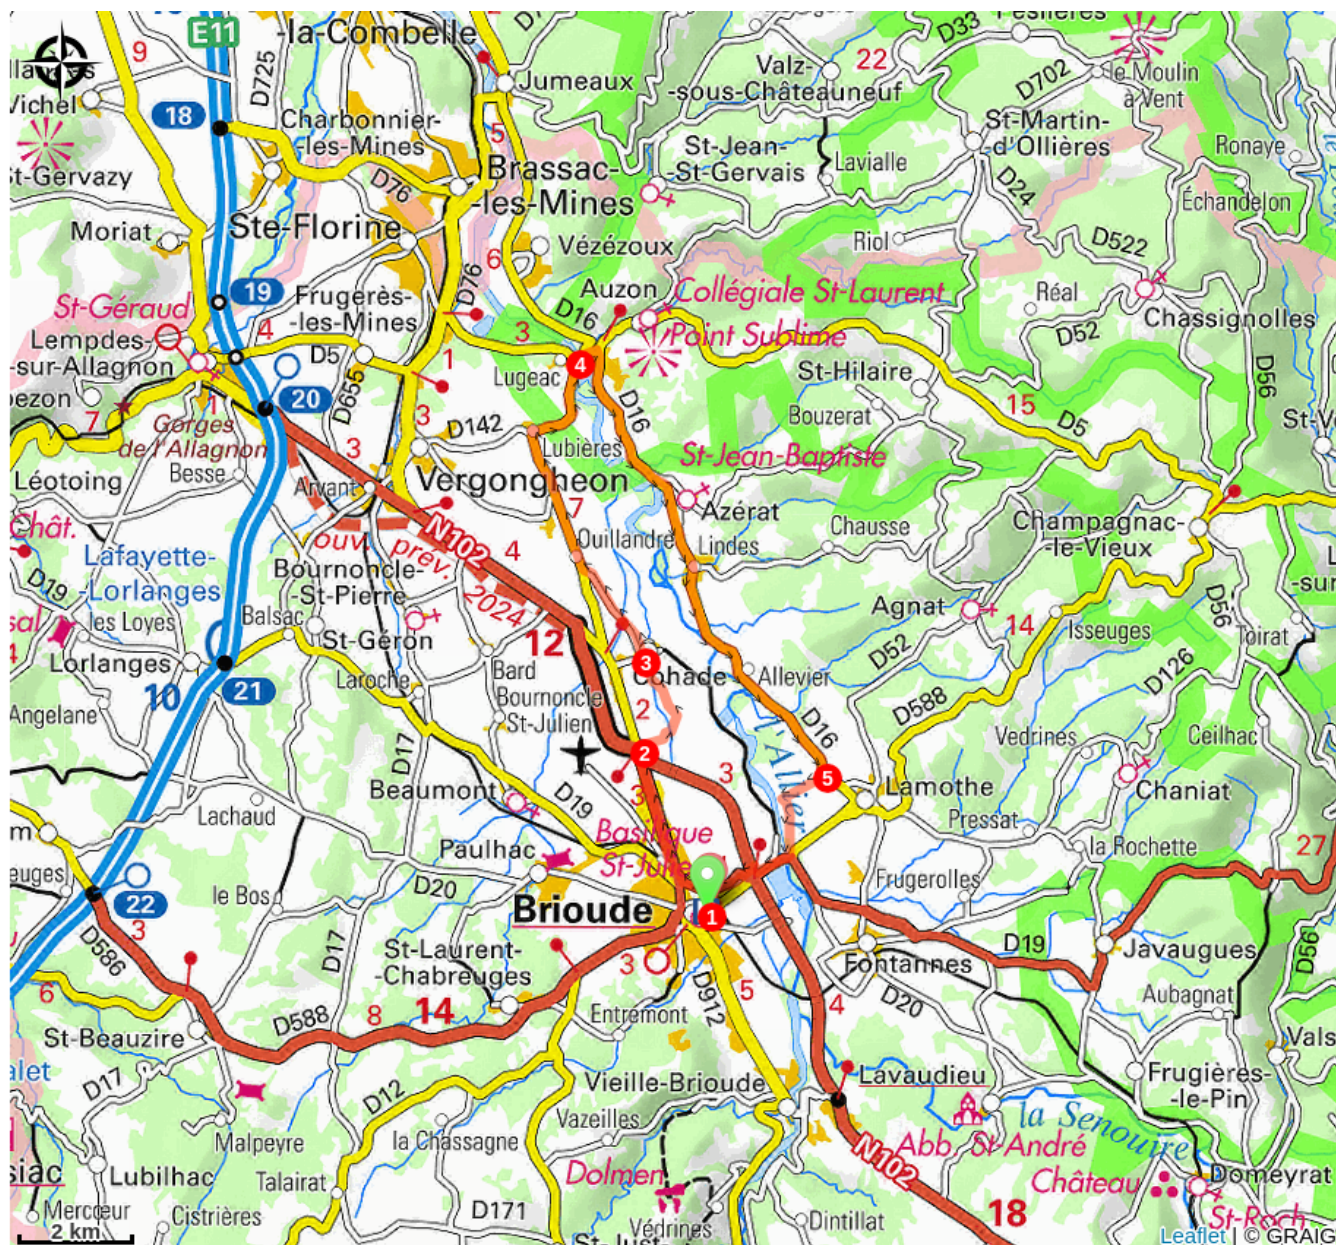 E11
-la-Combelle
D33
D725
9
Vichel
18
Charbonnier-
-les-Mines
Jumeaux
Valz-
-sous-Châteauneuf
22
D702
le Moulin
à Vent
St-Martin-
-d'Ollières
Ronaye
St-Gervazy
D76
5
Brassac-
-les-Mines
St-Jean-
-St-Gervais
Lavialle
D24
Échandelon
Moriat
Ste-Florine
Vézézoux
6
Riol
D522
19
D76
Auzon
Collégiale St-Laurent
St-Géraud
Frugerès-
-les-Mines
D16
Point Sublime
Réal
D52
Chassignolles
Lempdes-
-sur-Allagnon
4
D5
3
1
4
Lugeac
St-Hilaire
D56
20
D655
D16
Bouzerat
15
D5
7
1
Gorges
de l'Allagnon
3
3
D142
Lubières
St-Jean-Baptiste
Besse
Léotoing
Arvant
Vergongheon
7
Azérat
Chausse
Champagnac-
-le-Vieux
Chât.
N102
4
ouv.
prév.
2024
Ouillandre
Lindes
Lafayette-
-Lorlanges
Bournoncle-
-St-Pierre
D19
les Loyes
Balsac
St-Géron
12
Agnat
14
Isseuges
D56
Toirat
Lorlanges
21
10
Laroche
Bard
3
Cohade
Allevier
D52
D126
Angelane
Bournoncle
St-Julien
2
D588
D17
2
D16
Vedrines
Ceilhac
3
l'Allier
5
Lamothe
Chaniat
Beaumont
D19
3
Lachaud
Basilique
Pressat
la Rochette
27
Paulhac
D20
Frugerolles
22
le Bos
Brioude
1
D586
3
D17
St-Laurent-
-Chabreuges
3
D912
5
Fontannes
D19
Javaugues
D56
6
D588
8
14
Entremont
4
D20
Aubagnat
St-Beauzire
Vals
D17
D12
Vieille-Brioude
Lavaudieu
Frugières-
-le-Pin
Malpeyre
la Chassagne
Vazeilles
la Senouire
Abb. St-André
Lubilhac
Talairat
Dolmen
N102
Château
Domeyrat
Mercœur
Cistrières
D171
Védrines
Dintillat
18
St-Roch
2 km
Leaflet | © GRAIG